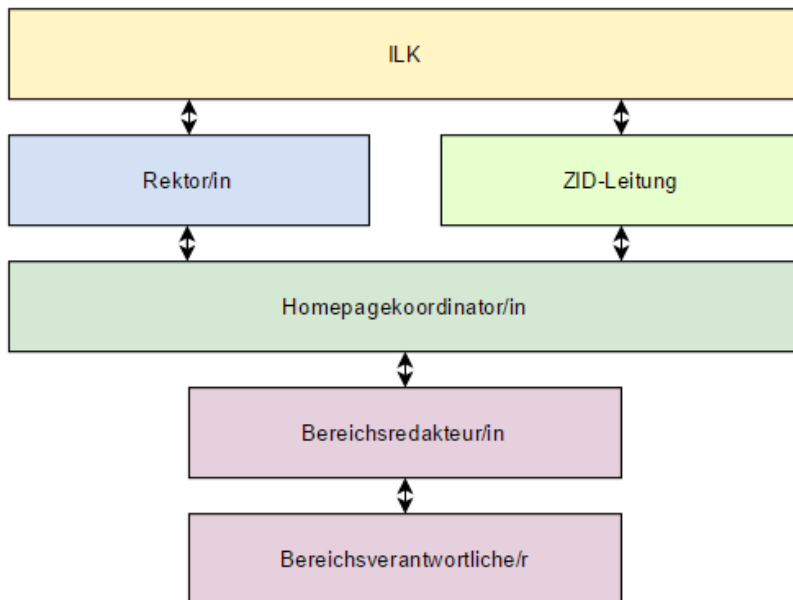 ILK
Rektor/in
ZID-Leitung
Homepagekoordinator/in
Bereichsredakteur/in
Bereichsverantwortliche/r